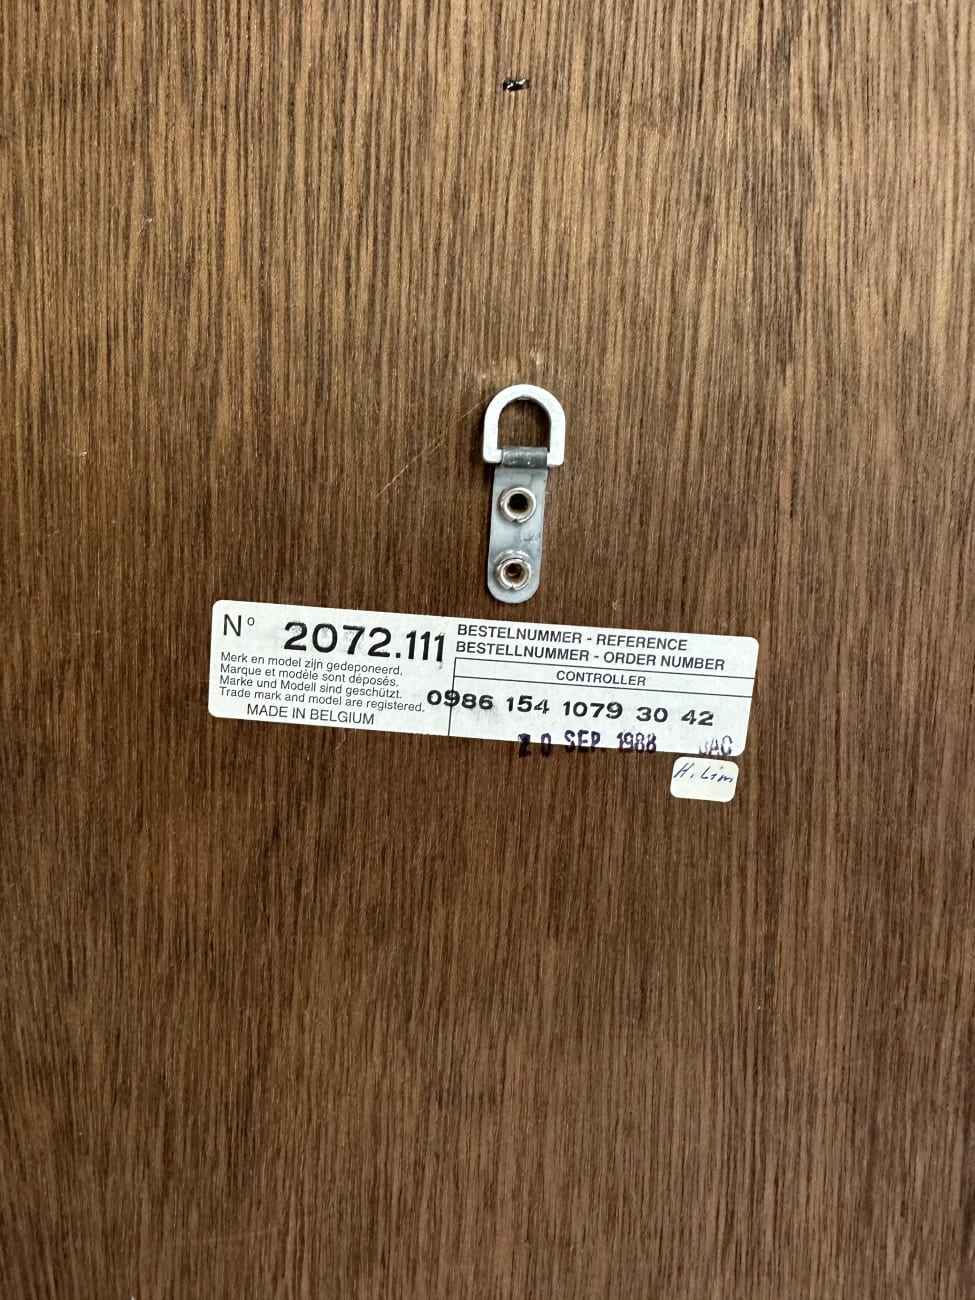 N° 2072.111
Merk en model zijn gedeponeerd.
Marque et modèle sont déposés.
Marke und Modell sind geschützt.
Trade mark and model are registered.
MADE IN BELGIUM
BESTELNUMMER - REFERENCE
BESTELLNUMMER - ORDER NUMBER
CONTROLLER
0986 154 1079 30 42
20 SEP 1988
H. Lim